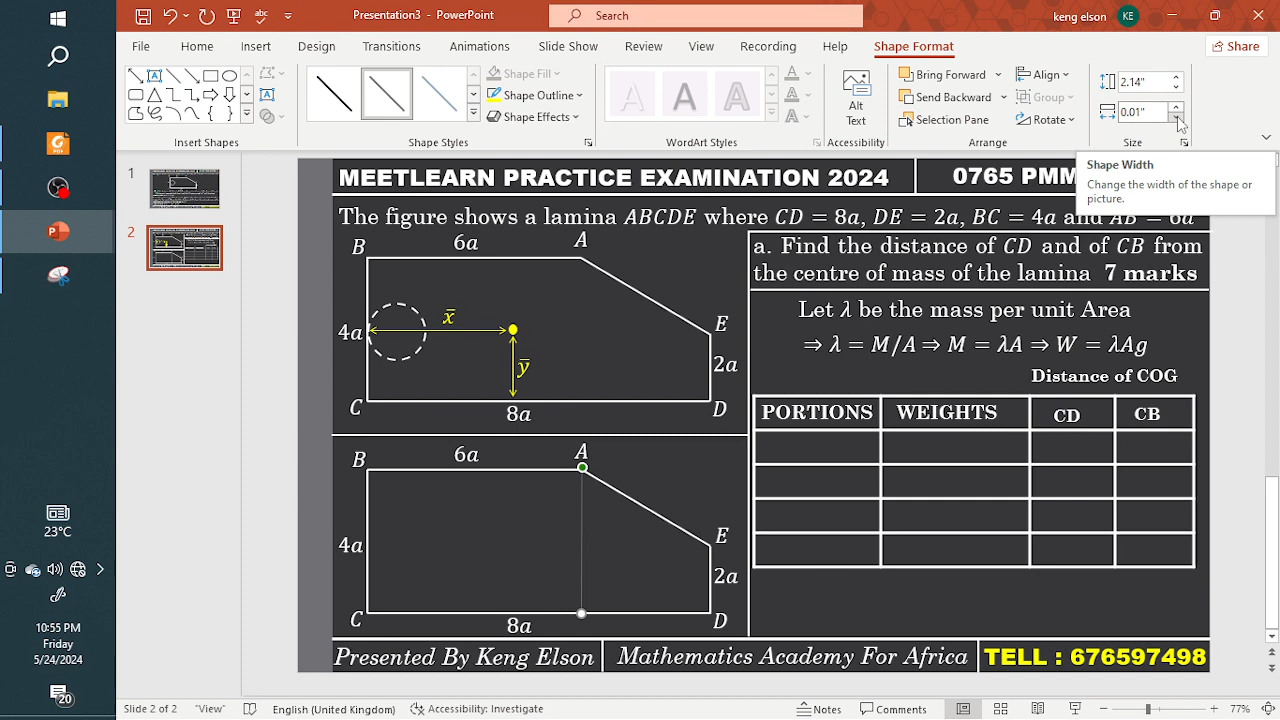 Presentation3 - PowerPoint
Search
keng elson
KE
File
Home
Insert
Design
Transitions
Animations
Slide Show
Review
View
Recording
Help
Shape Format
Share
Shape Fill
Shape Outline
Shape Effects
A
A
A
A
A
A
Alt
Text
Bring Forward
Send Backward
Selection Pane
Align
Group
Rotate
2.14"
0.01"
Insert Shapes
Shape Styles
WordArt Styles
Accessibility
Arrange
Size
Shape Width
Change the width of the shape or
picture.
1
2
MEETLEARN PRACTICE EXAMINATION 2024
0765 PMM
The figure shows a lamina ABCDE where CD = 8a, DE = 2a, BC = 4a and AB = 6a
B
6a
A
4a
x̄
E
ȳ
2a
C
8a
D
a. Find the distance of CD and of CB from
the centre of mass of the lamina 7 marks
Let λ be the mass per unit Area
⇒ λ = M/A ⇒ M = λA ⇒ W = λAg
Distance of COG
PORTIONS WEIGHTS CD CB
B
6a
A
4a
E
2a
C
8a
D
Presented By Keng Elson
Mathematics Academy For Africa
TELL : 676597498
23°C
10:55 PM
Friday
5/24/2024
20
Slide 2 of 2
"View"
English (United Kingdom)
Accessibility: Investigate
Notes
Comments
77%